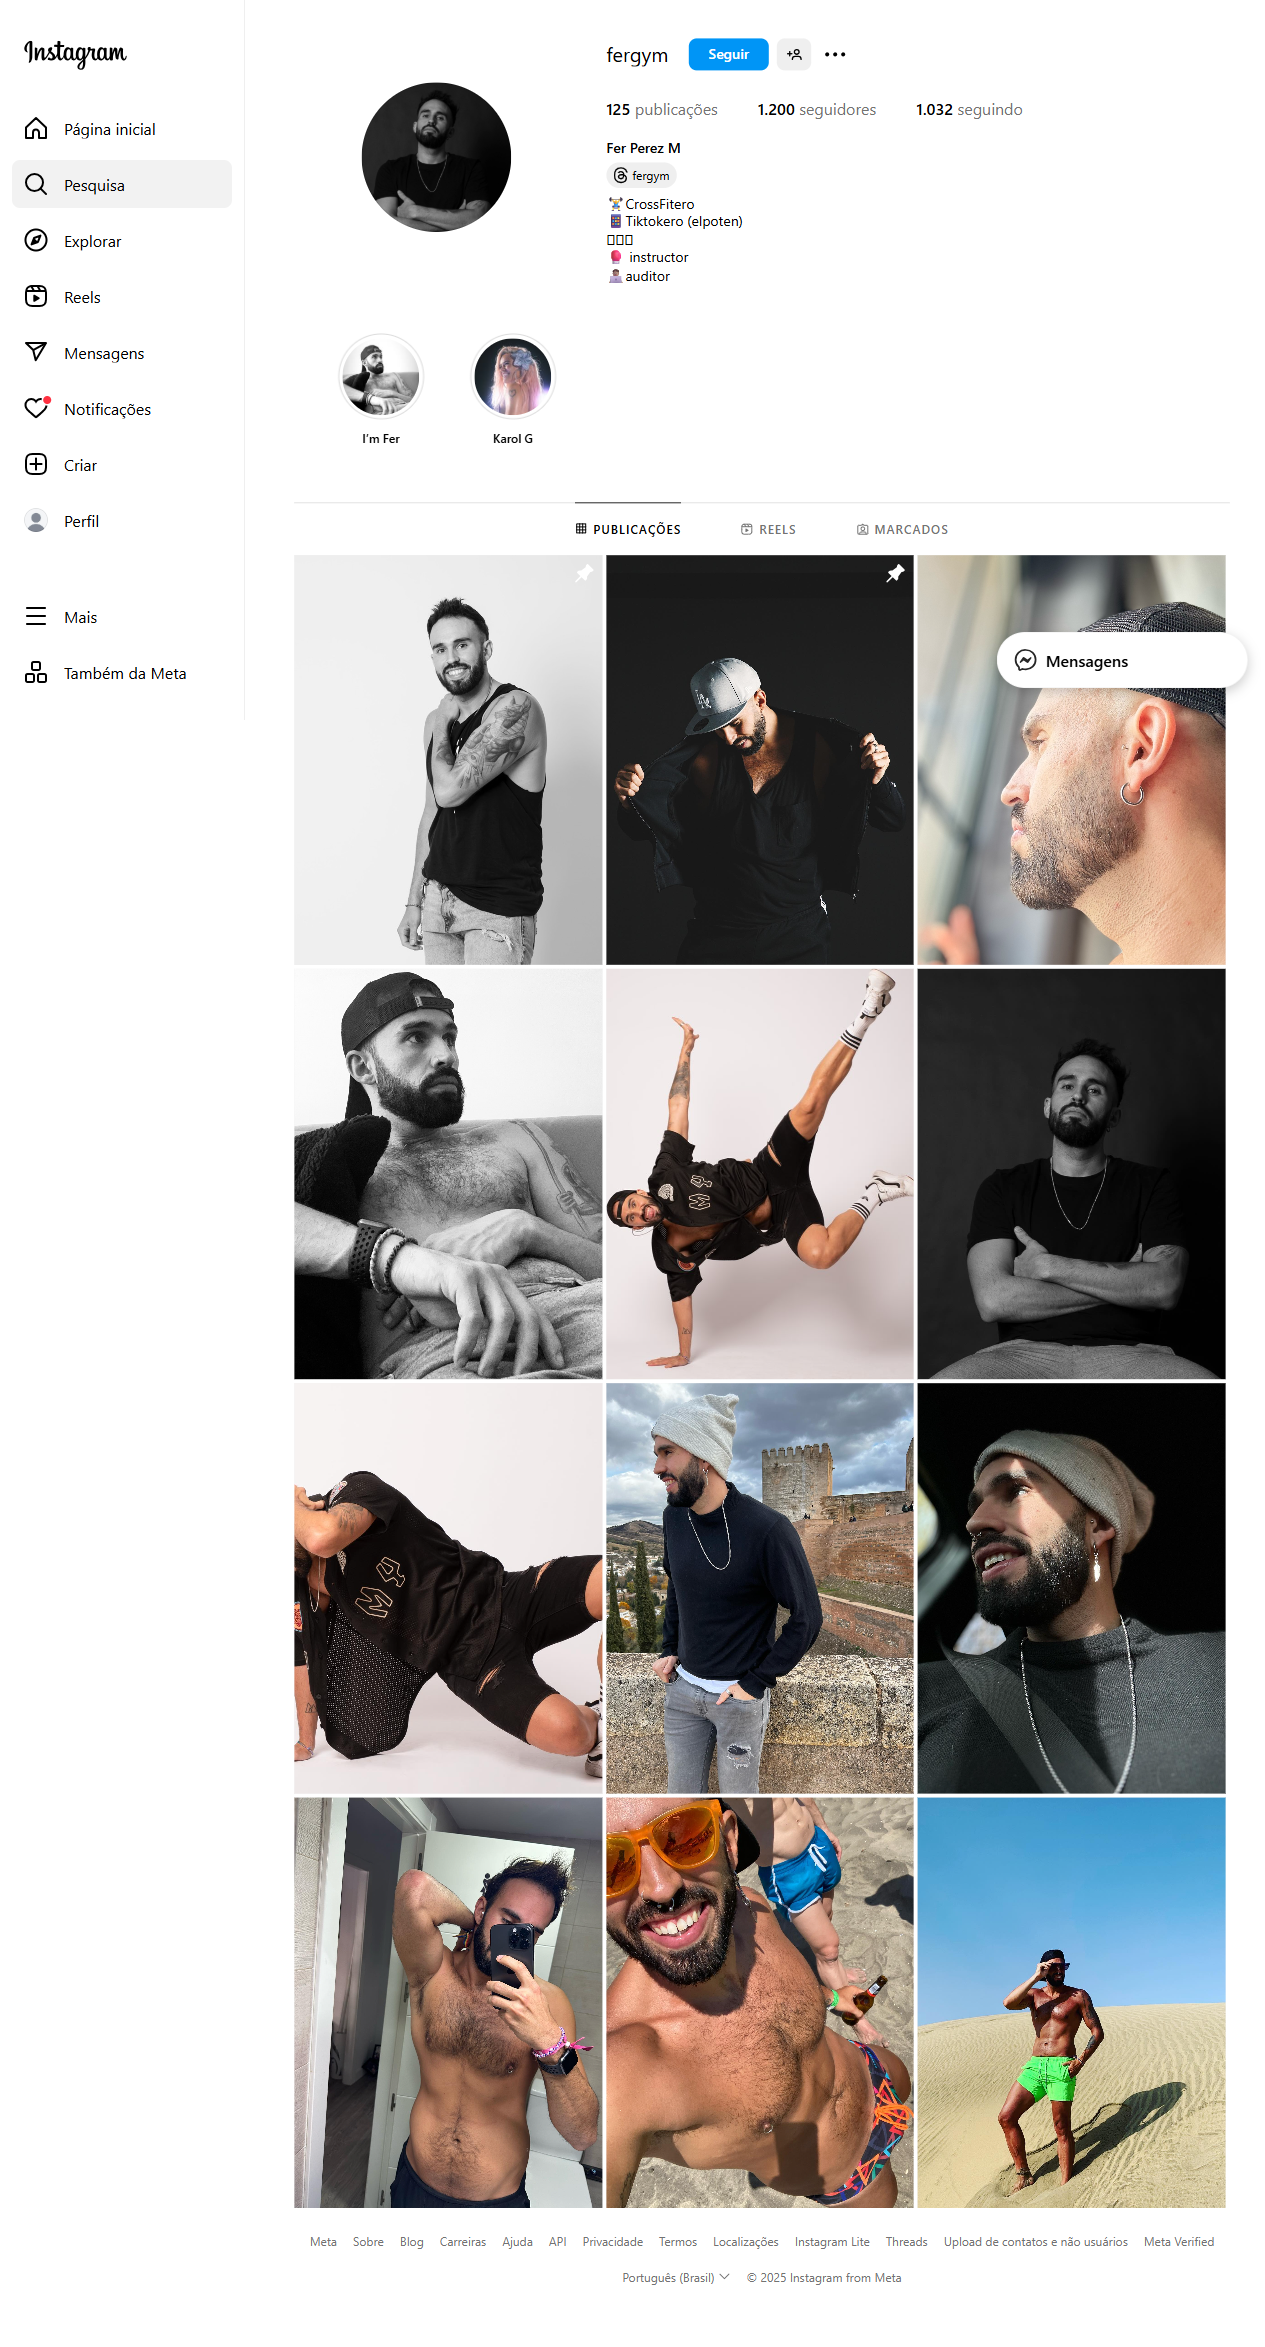 Instagram
Página inicial
Pesquisa
Explorar
Reels
Mensagens
Notificações
Criar
Perfil
Mais
Também da Meta
fergym
Seguir
125 publicações
1.200 seguidores
1.032 seguindo
Fer Perez M
fergym
CrossFitero
Tiktokero (elpoten)
instructor
auditor
I'm Fer
Karol G
PUBLICAÇÕES
REELS
MARCADOS
Mensagens
LA
M4
M4
Meta
Sobre
Blog
Carreiras
Ajuda
API
Privacidade
Termos
Localizações
Instagram Lite
Threads
Upload de contatos e não usuários
Meta Verified
Português (Brasil)
© 2025 Instagram from Meta